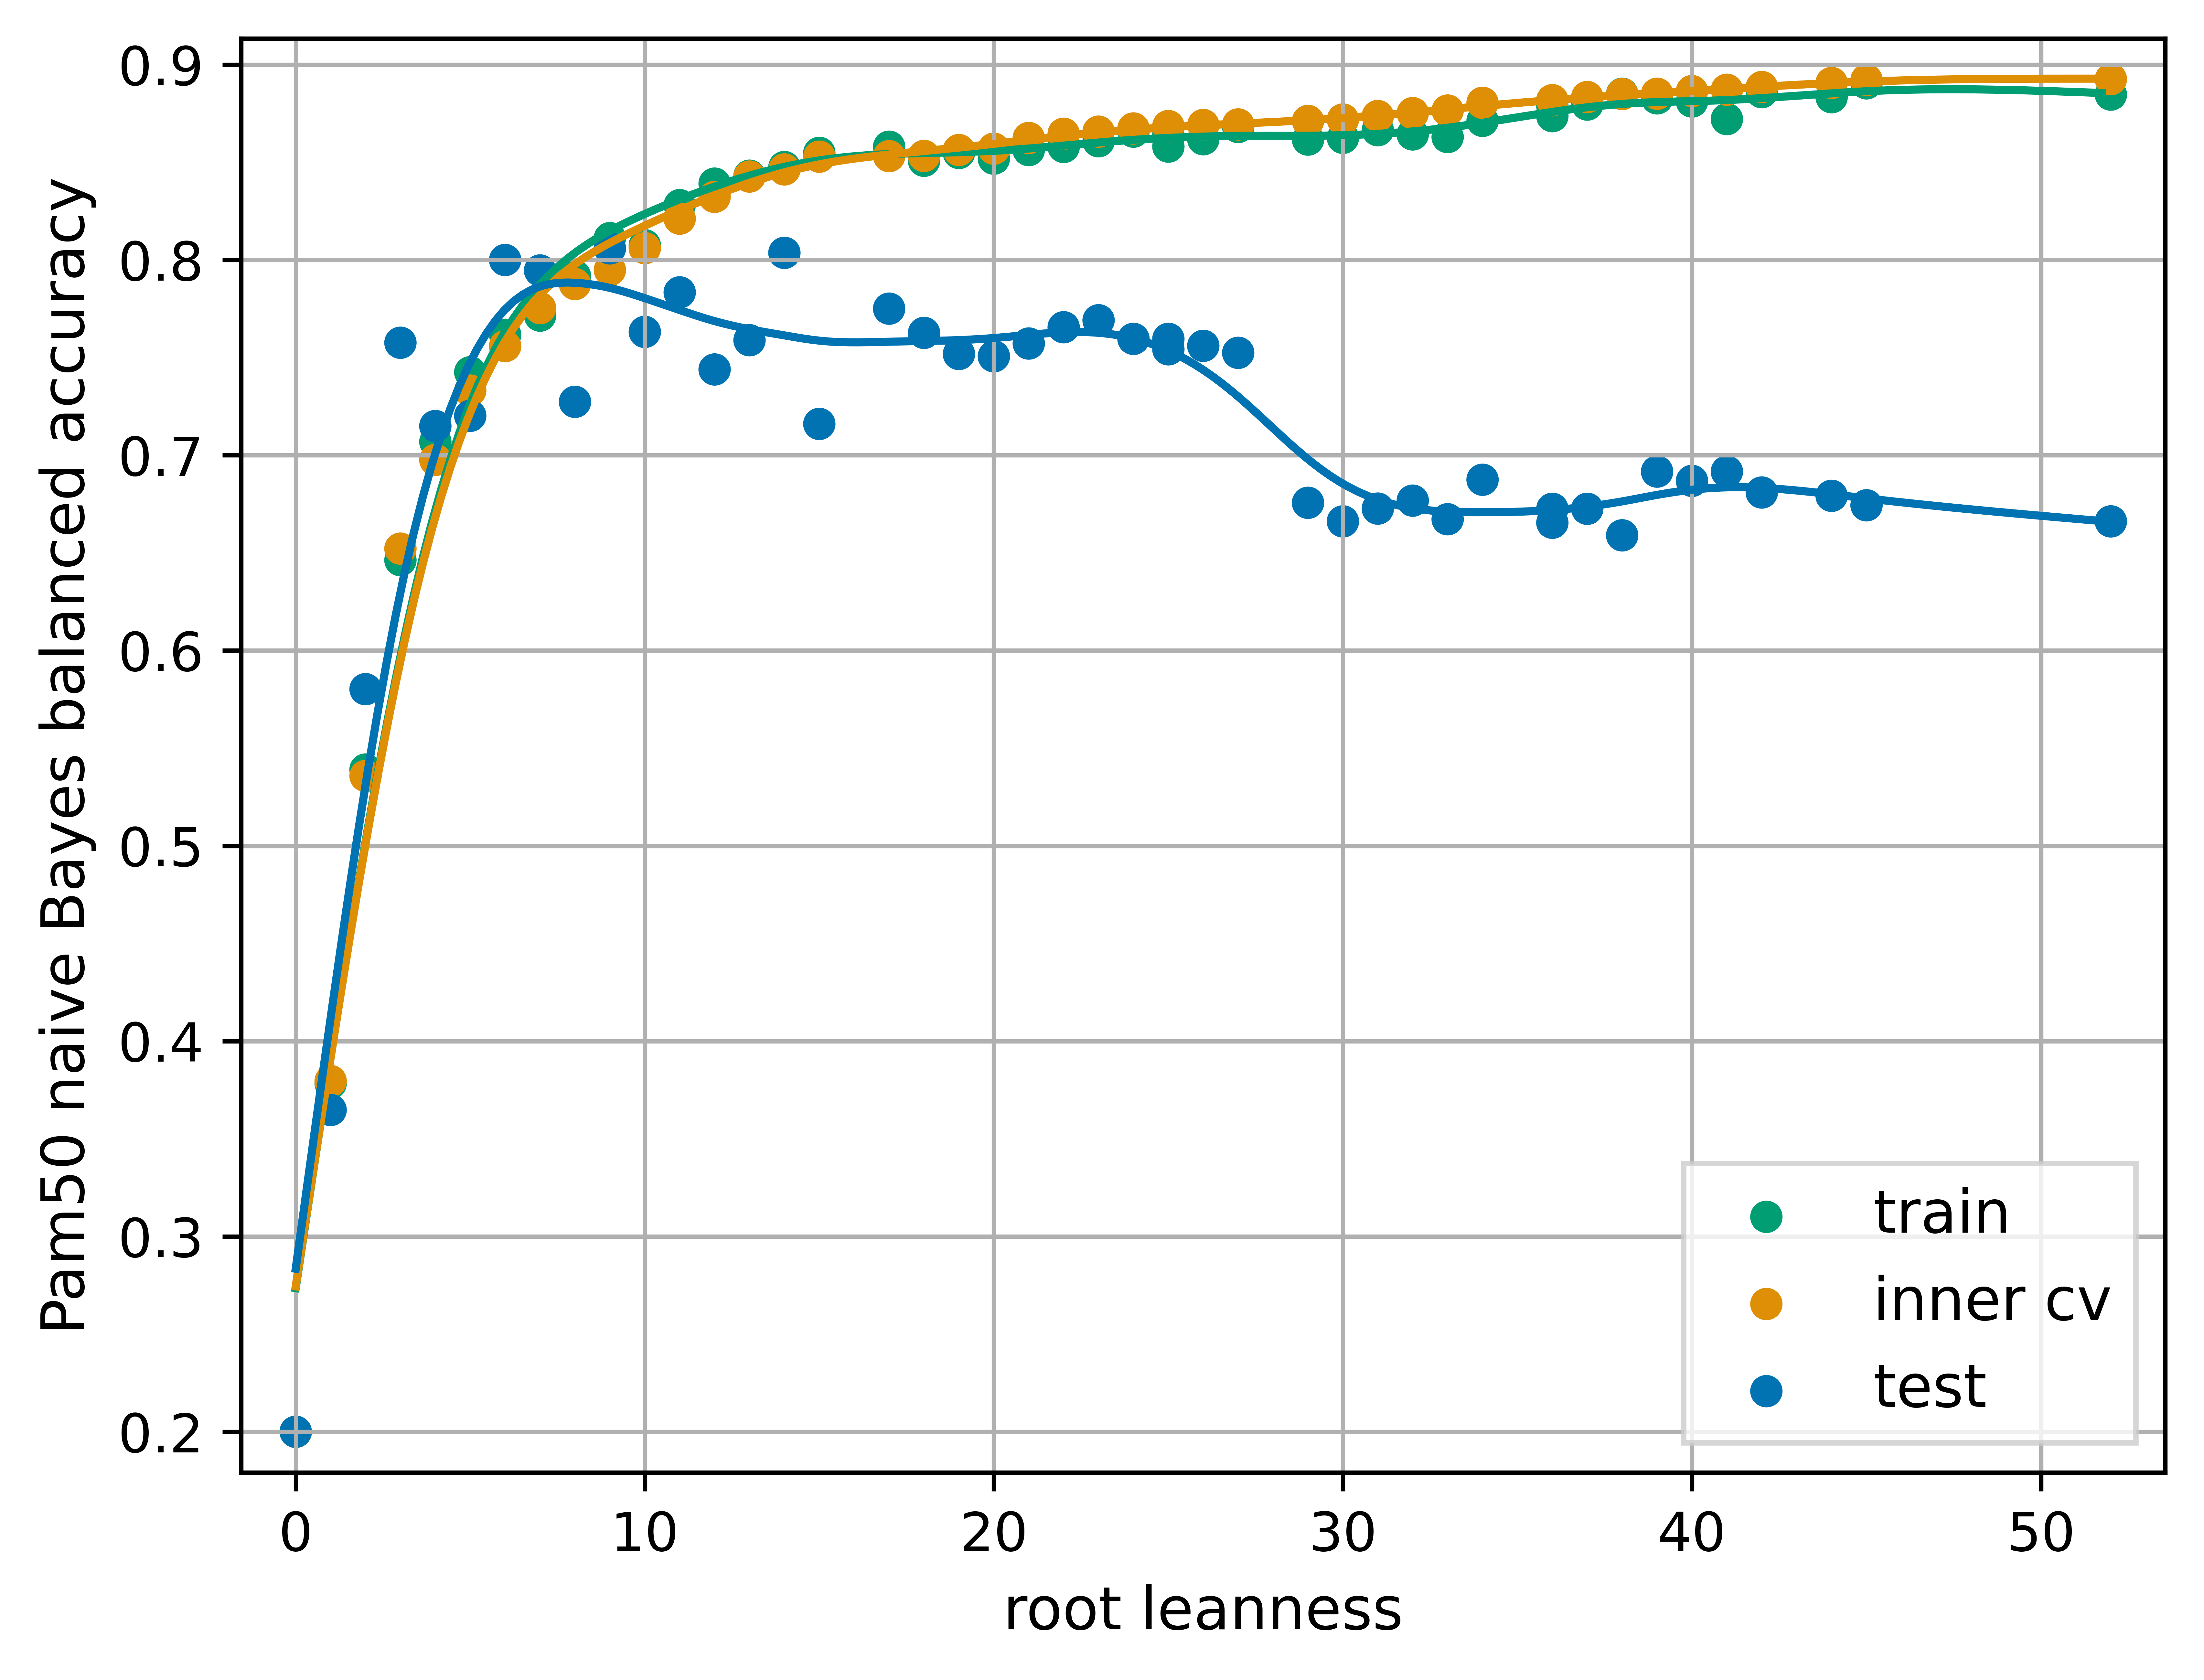 Pam50 naive Bayes balanced accuracy
0.9
0.8
0.7
0.6
0.5
0.4
0.3
0.2
train
inner cv
test
0 10 20 30 40 50
root leanness